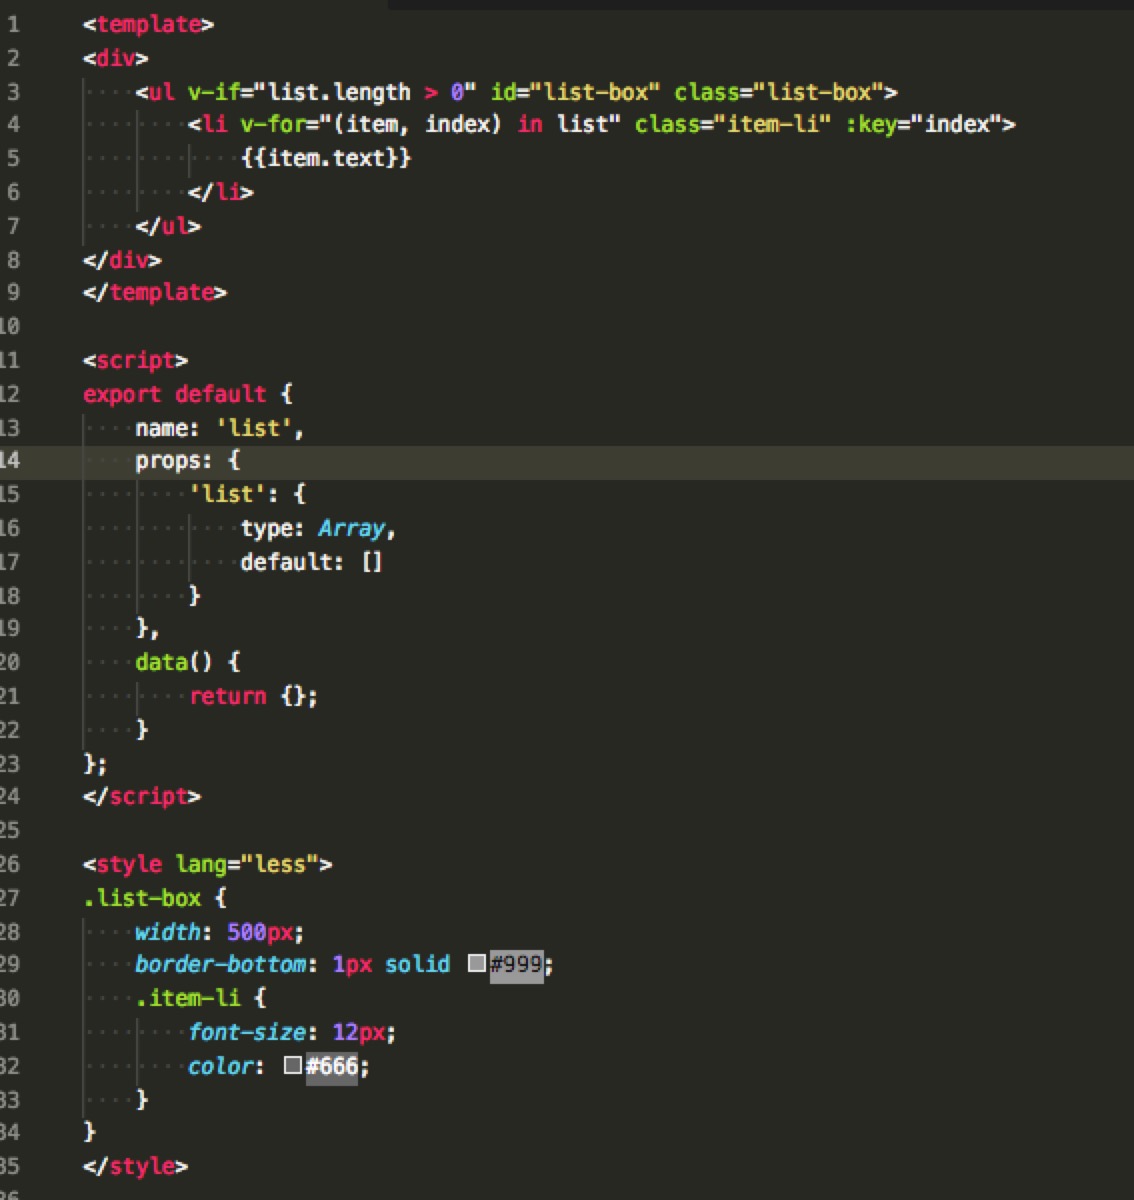 1 <template>
2 <div>
3 <ul v-if="list.length > 0" id="list-box" class="list-box">
4 <li v-for="(item, index) in list" class="item-li" :key="index">
5 {{item.text}}
6 </li>
7 </ul>
8 </div>
9 </template>
10
11 <script>
12 export default {
13 name: 'list',
14 props: {
15 'list': {
16 type: Array,
17 default: []
18 }
19 },
20 data() {
21 return {};
22 }
23 };
24 </script>
25
26 <style lang="less">
27 .list-box {
28 width: 500px;
29 border-bottom: 1px solid #999;
30 .item-li {
31 font-size: 12px;
32 color: #666;
33 }
34 }
35 </style>